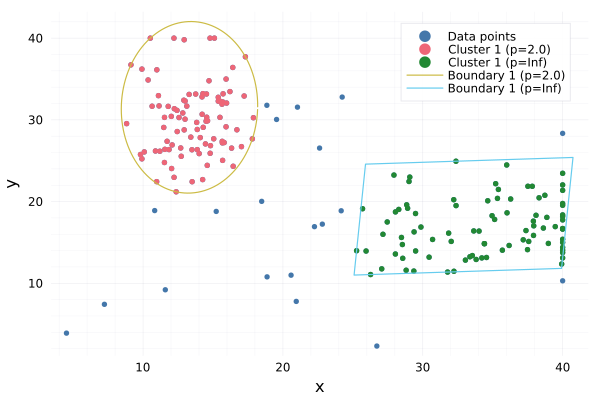 40
30
20
10
y
10
20
30
40
x
Data points
Cluster 1 (p=2.0)
Cluster 1 (p=Inf)
Boundary 1 (p=2.0)
Boundary 1 (p=Inf)